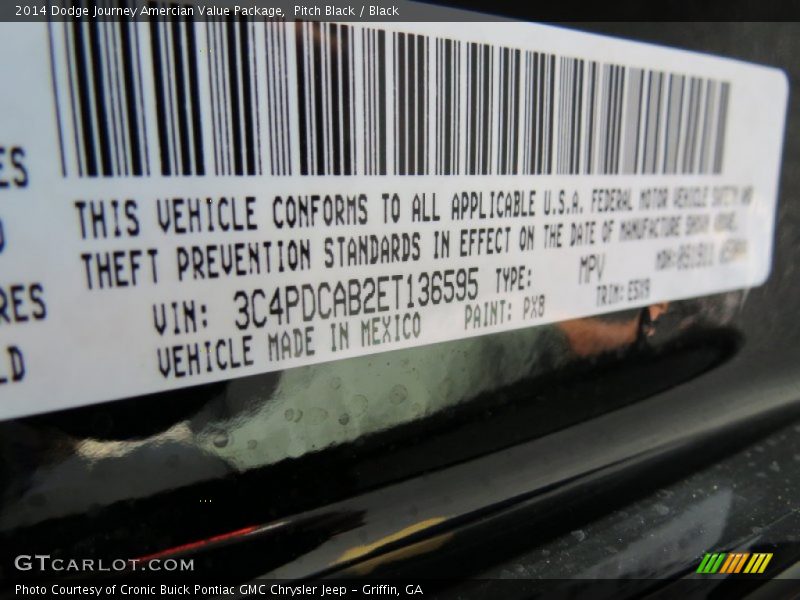 2014 Dodge Journey Amercian Value Package,  Pitch Black / Black
ES
RES
LD
THIS VEHICLE CONFORMS TO ALL APPLICABLE U.S.A. FEDERAL MOTOR VEHICLE SAFETY AND
THEFT PREVENTION STANDARDS IN EFFECT ON THE DATE OF MANUFACTURE SHOWN ABOVE.
VIN: 3C4PDCAB2ET136595 TYPE: MPV
VEHICLE MADE IN MEXICO PAINT: PX8 TRIM:
GTCARLOT.COM
Photo Courtesy of Cronic Buick Pontiac GMC Chrysler Jeep – Griffin, GA